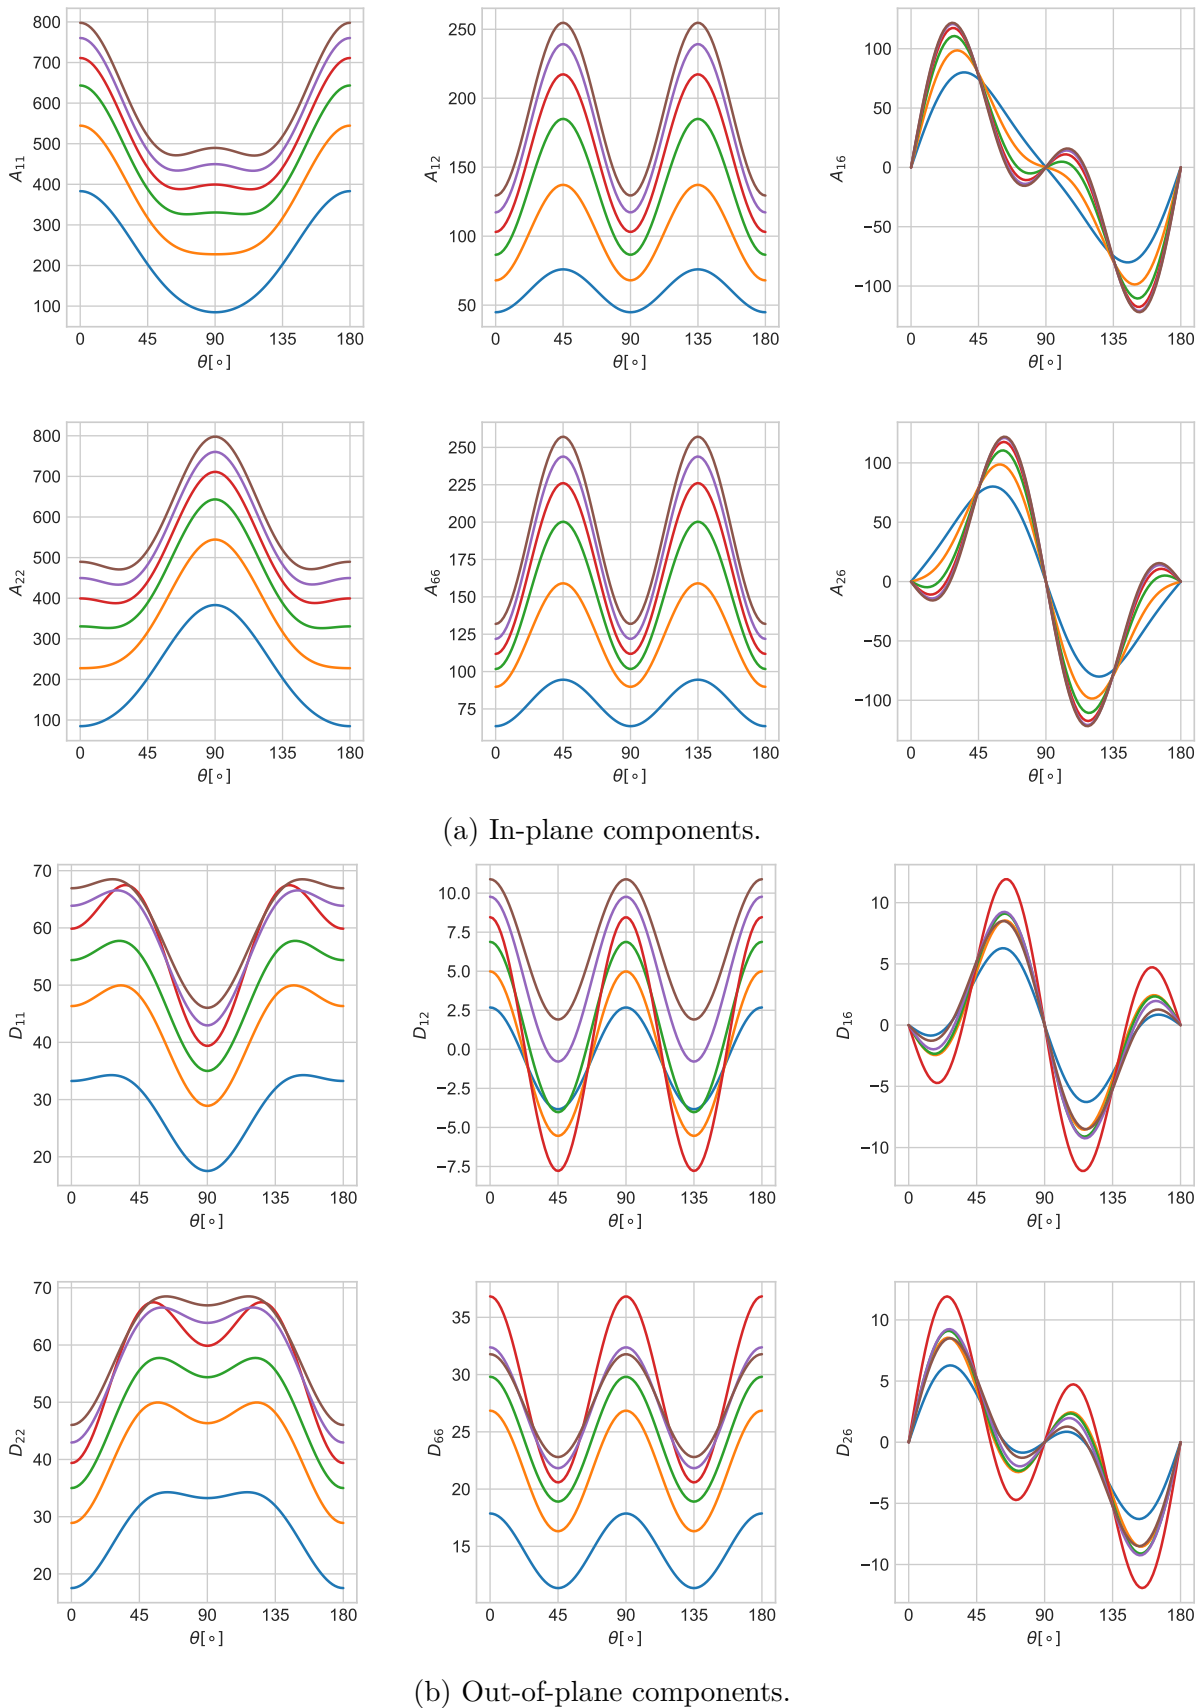 800
700
600
500
400
300
200
100
A₁₁
0 45 90 135 180
θ[∘]
250
200
150
100
50
A₁₂
0 45 90 135 180
θ[∘]
100
50
0
−50
−100
A₁₆
0 45 90 135 180
θ[∘]
800
700
600
500
400
300
200
100
A₂₂
0 45 90 135 180
θ[∘]
250
225
200
175
150
125
100
75
A₆₆
0 45 90 135 180
θ[∘]
100
50
0
−50
−100
A₂₆
0 45 90 135 180
θ[∘]
(a) In-plane components.
70
60
50
40
30
20
D₁₁
0 45 90 135 180
θ[∘]
10.0
7.5
5.0
2.5
0.0
−2.5
−5.0
−7.5
D₁₂
0 45 90 135 180
θ[∘]
10
5
0
−5
−10
D₁₆
0 45 90 135 180
θ[∘]
70
60
50
40
30
20
D₂₂
0 45 90 135 180
θ[∘]
35
30
25
20
15
D₆₆
0 45 90 135 180
θ[∘]
10
5
0
−5
−10
D₂₆
0 45 90 135 180
θ[∘]
(b) Out-of-plane components.